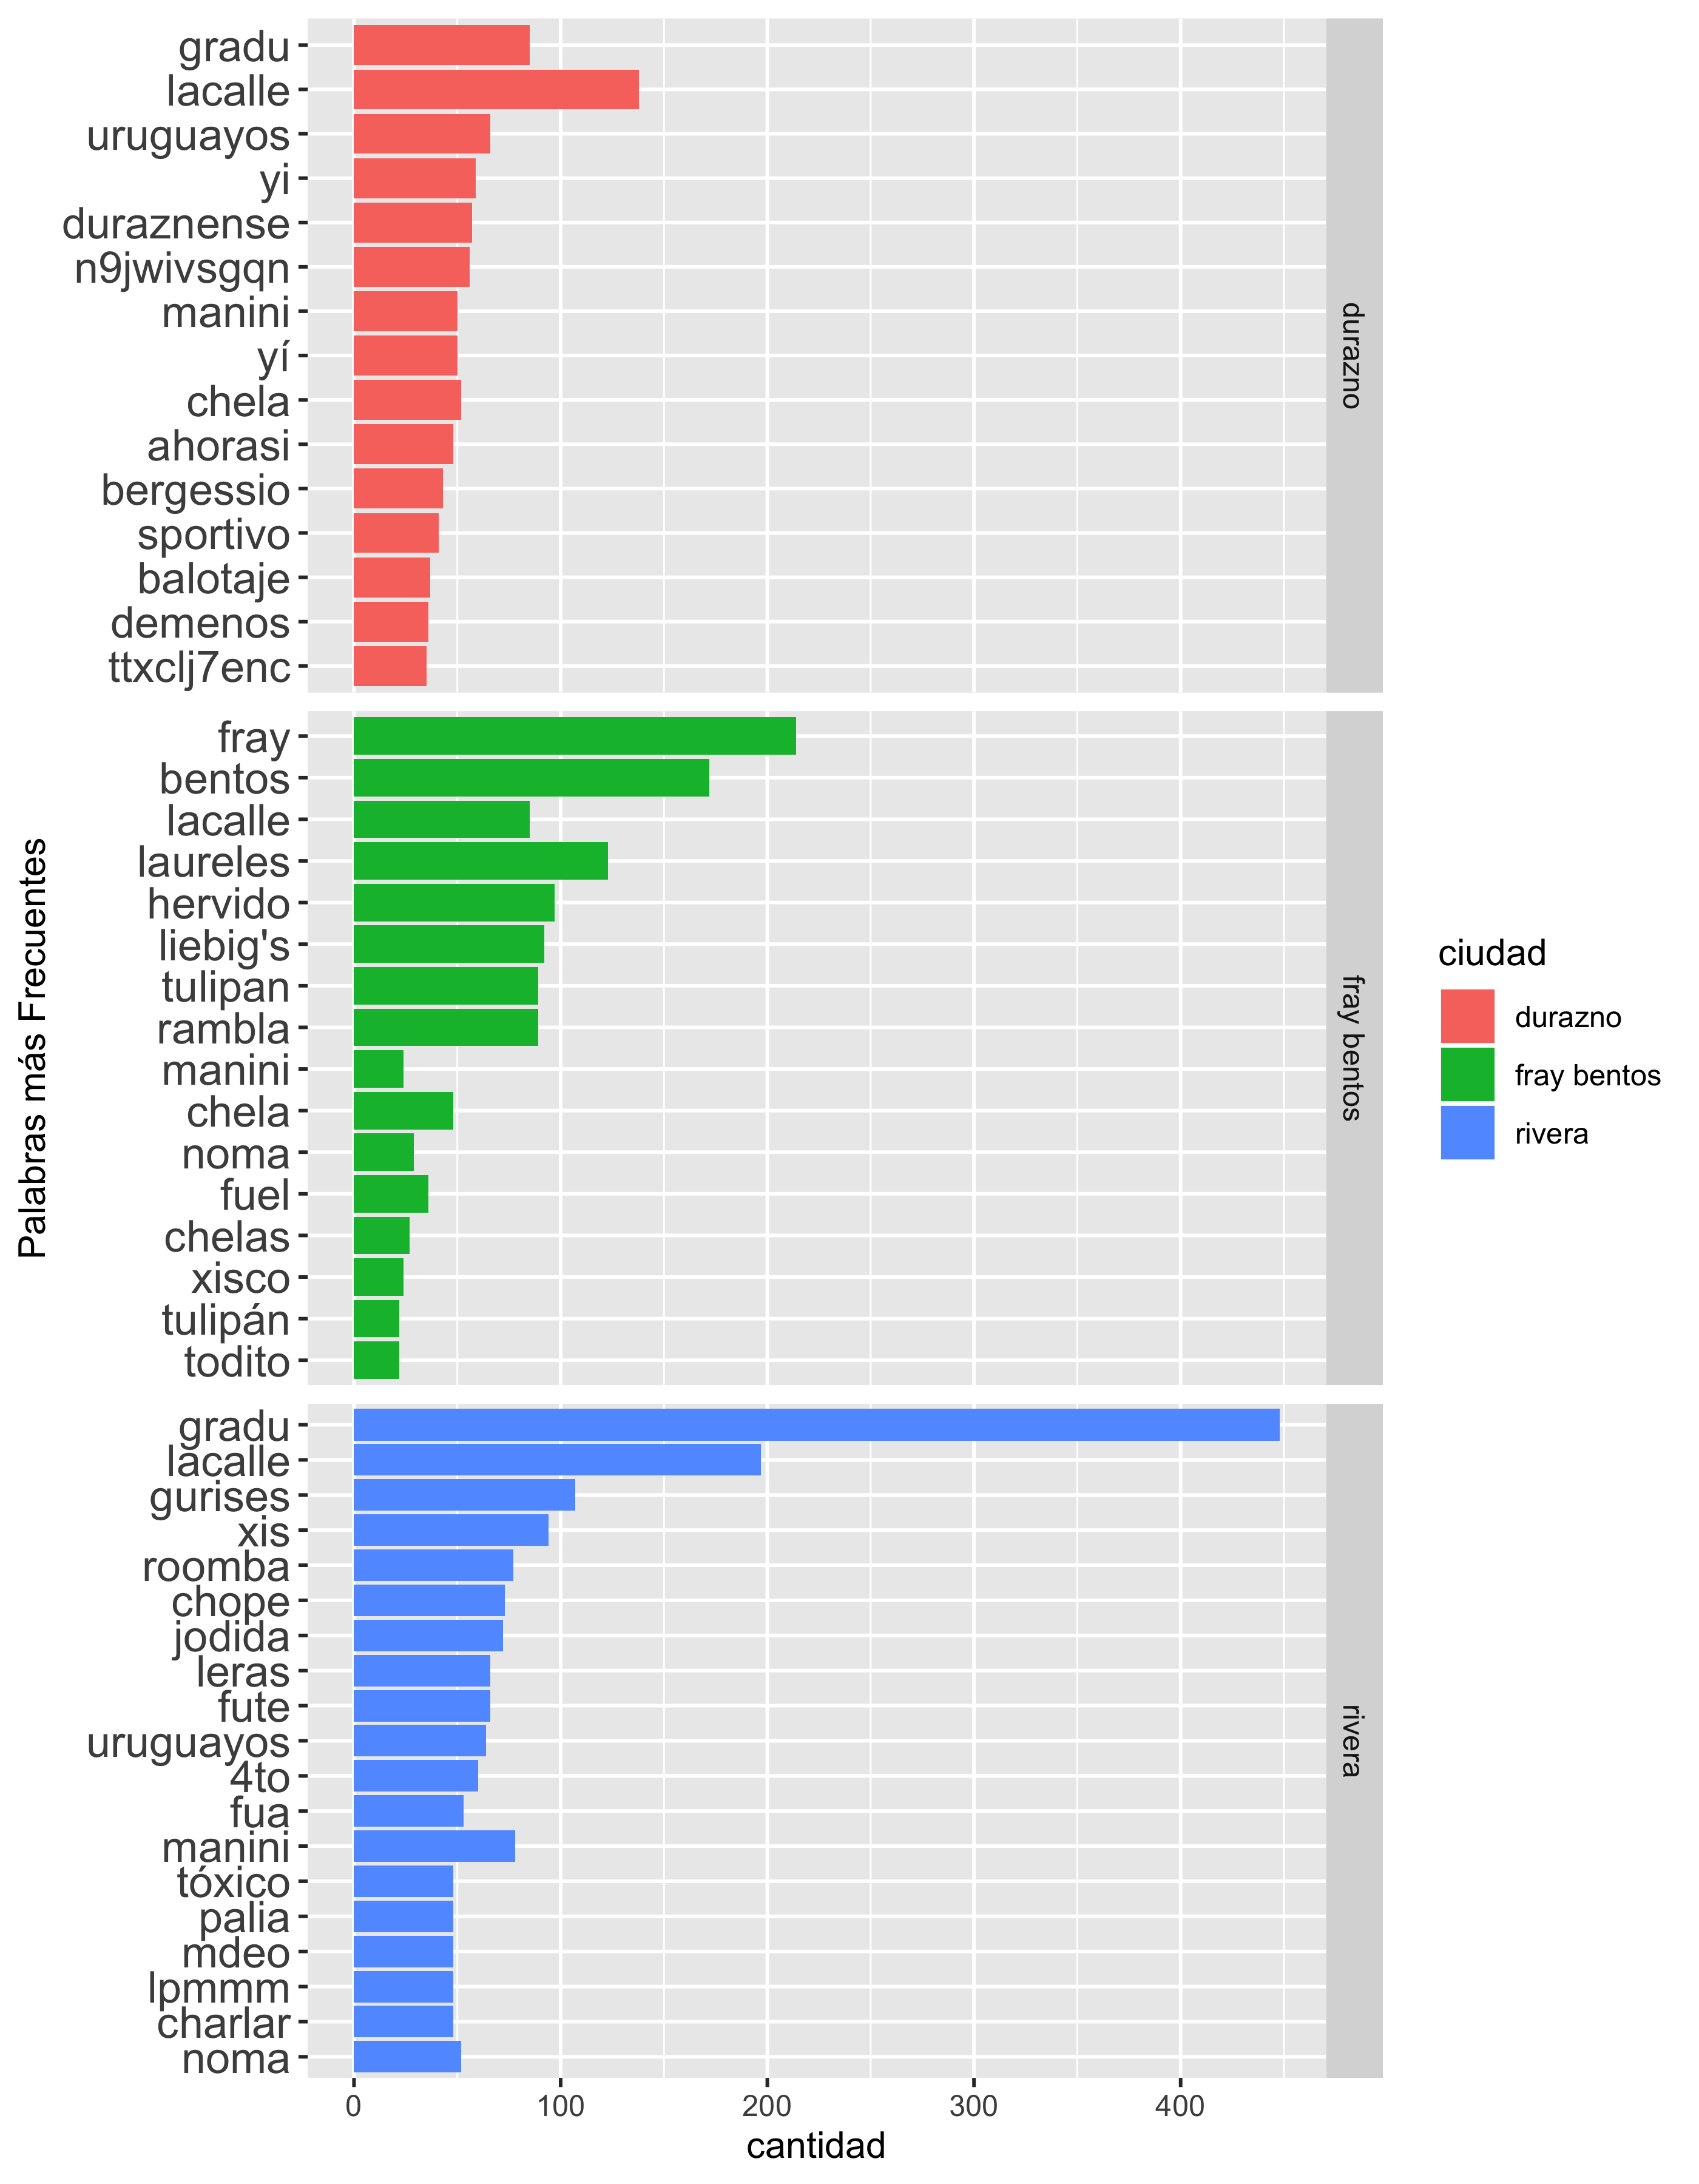 gradu
lacalle
uruguayos
yi
duraznense
n9jwivsgqn
manini
yí
chela
ahorasi
bergessio
sportivo
balotaje
demenos
ttxclj7enc
durazno
fray
bentos
lacalle
laureles
hervido
liebig's
tulipan
rambla
manini
chela
noma
fuel
chelas
xisco
tulipán
todito
fray bentos
gradu
lacalle
gurises
xis
roomba
chope
jodida
leras
fute
uruguayos
4to
fua
manini
tóxico
palia
mdeo
lpmmm
charlar
noma
rivera
0 100 200 300 400
cantidad
Palabras más Frecuentes
ciudad
durazno
fray bentos
rivera